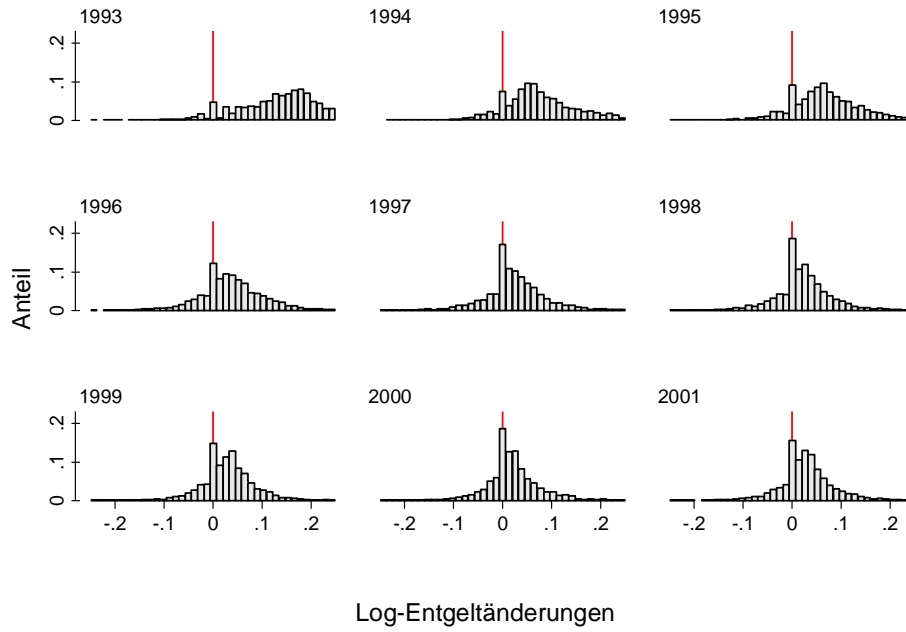 1993
1994
1995
0 .1 .2
1996
1997
1998
0 .1 .2
1999
2000
2001
0 .1 .2
-.2 -.1 0 .1 .2
-.2 -.1 0 .1 .2
-.2 -.1 0 .1 .2
Anteil
Log-Entgeltänderungen